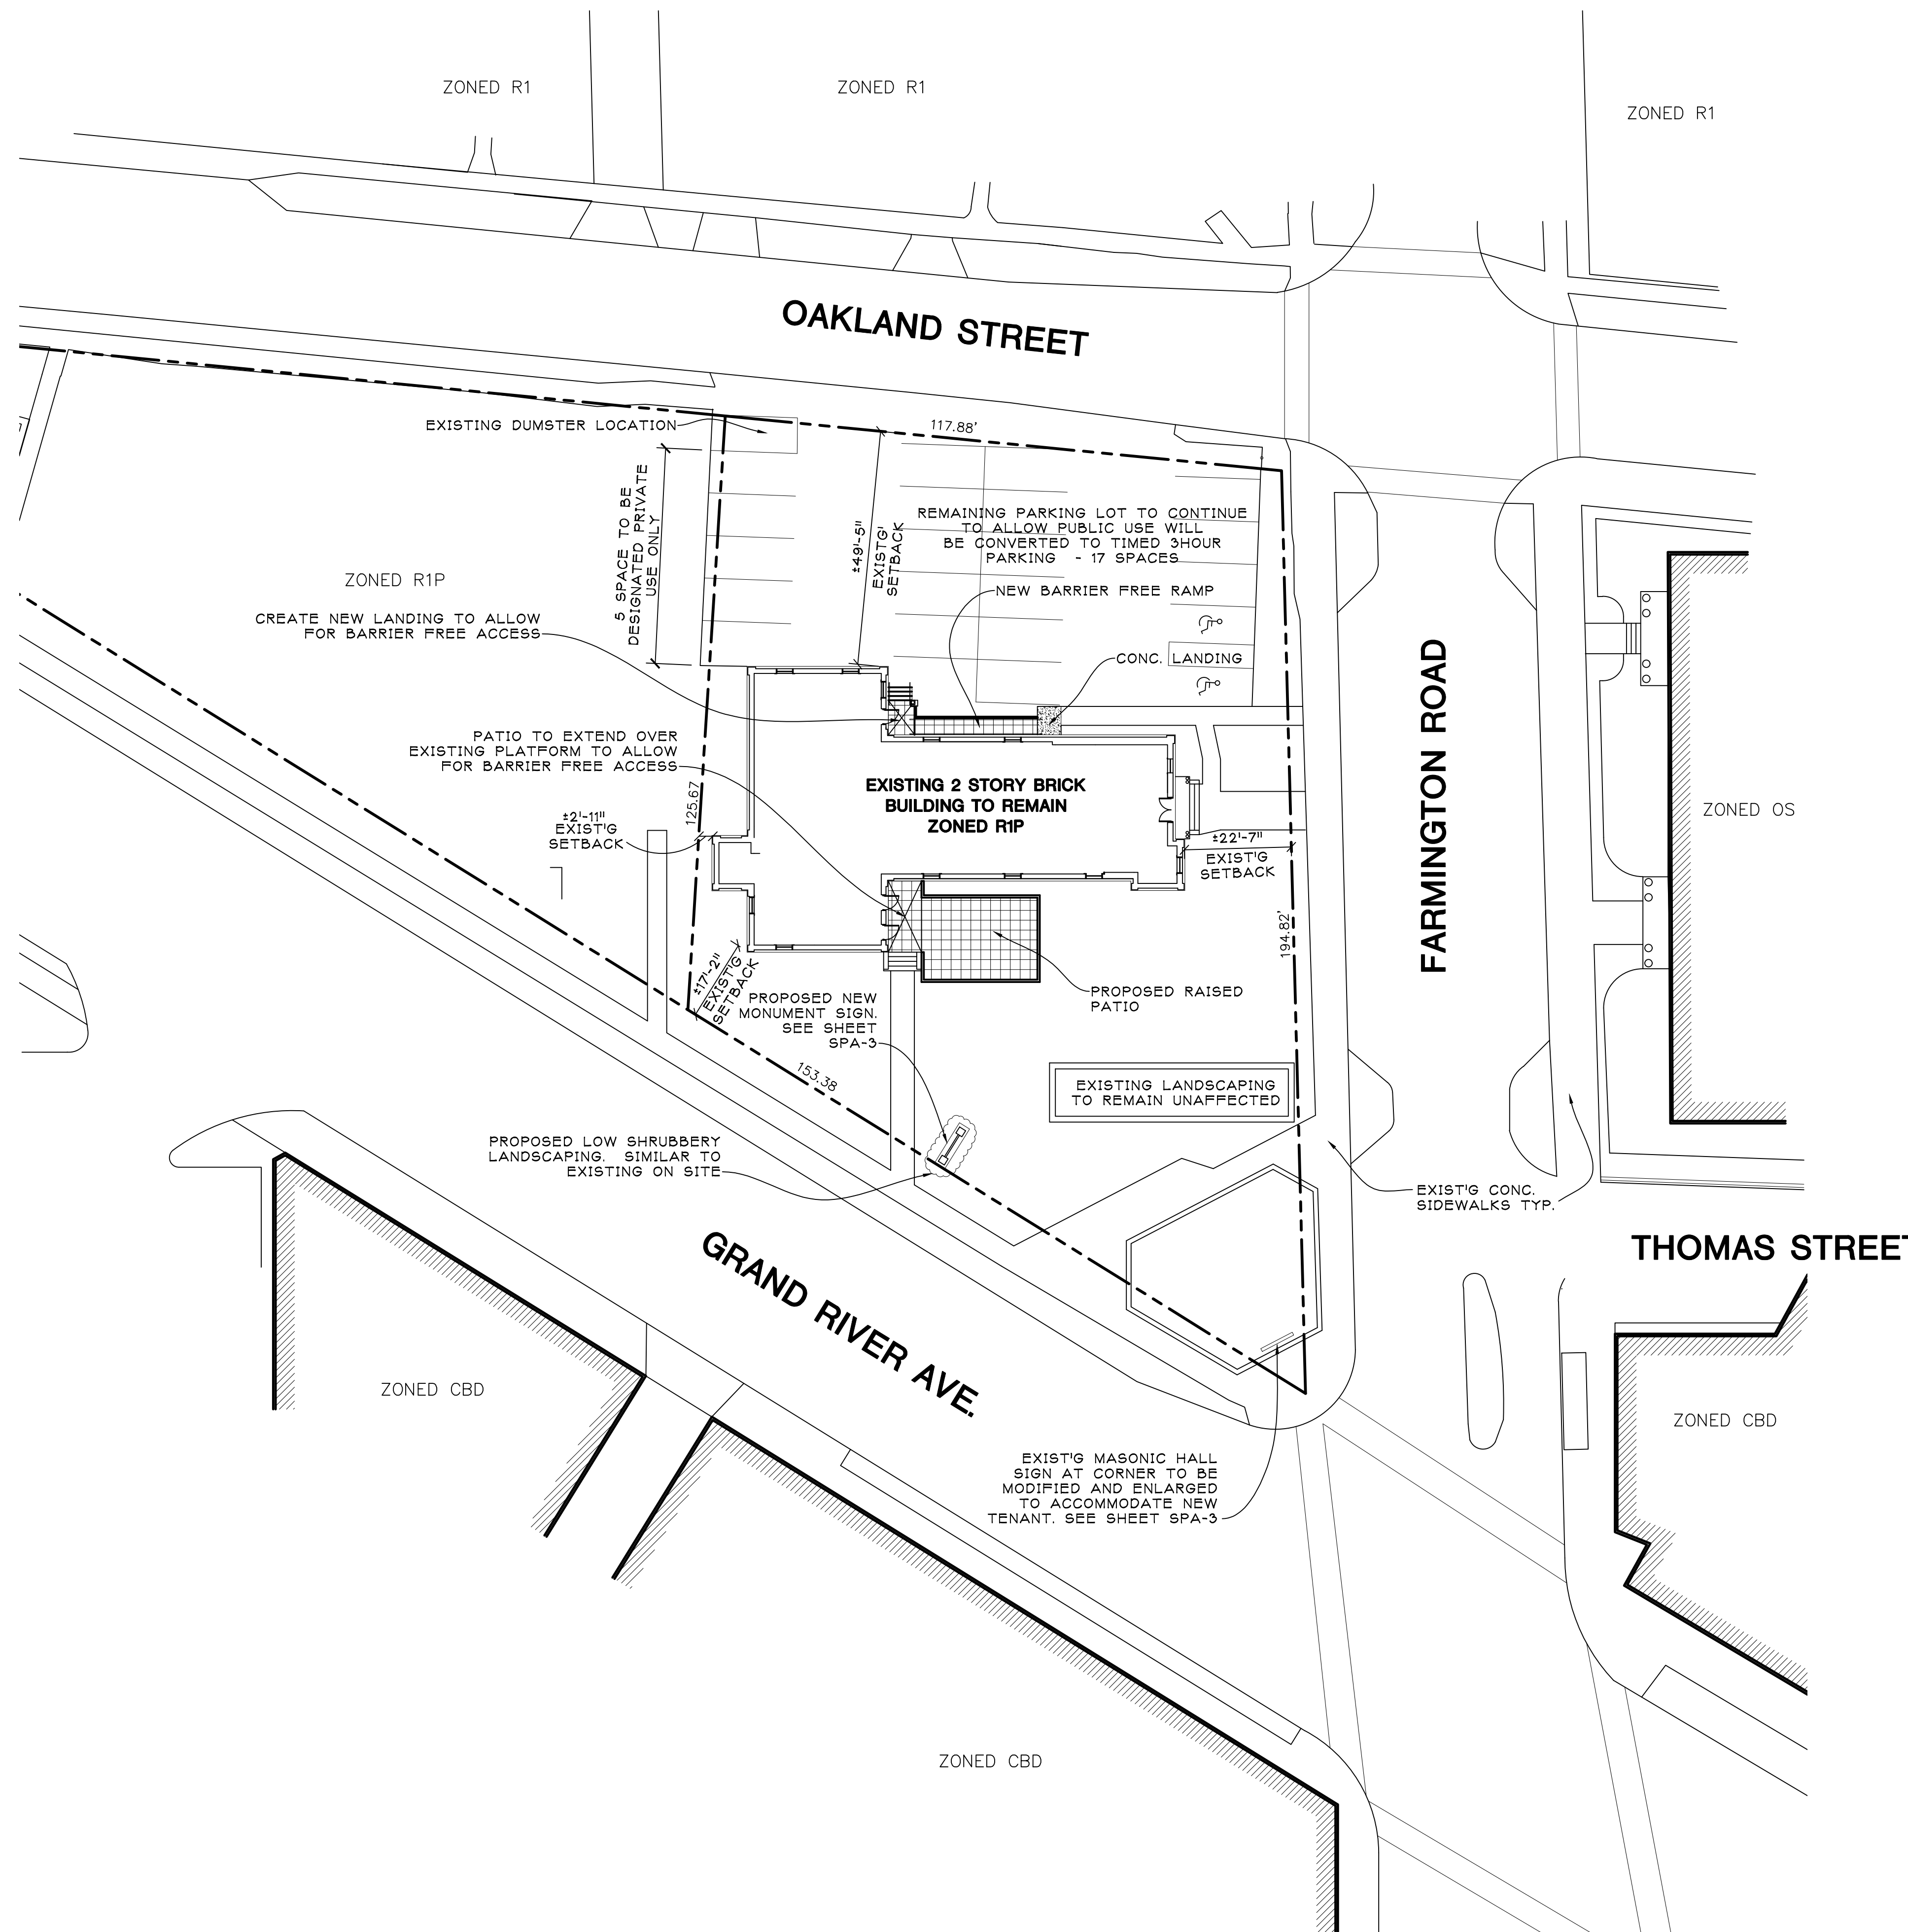 ZONED R1
ZONED R1
ZONED R1
OAKLAND STREET
EXISTING DUMSTER LOCATION
117.88'
5 SPACE TO BE
DESIGNATED PRIVATE
USE ONLY
±49'-5"
EXISTG'
SETBACK
REMAINING PARKING LOT TO CONTINUE
TO ALLOW PUBLIC USE WILL
BE CONVERTED TO TIMED 3HOUR
PARKING - 17 SPACES
ZONED R1P
NEW BARRIER FREE RAMP
CREATE NEW LANDING TO ALLOW
FOR BARRIER FREE ACCESS
CONC. LANDING
FARMINGTON ROAD
PATIO TO EXTEND OVER
EXISTING PLATFORM TO ALLOW
FOR BARRIER FREE ACCESS
EXISTING 2 STORY BRICK
BUILDING TO REMAIN
ZONED R1P
125.67
±2'-11"
EXIST'G
SETBACK
±22'-7"
EXIST'G
SETBACK
ZONED OS
194.82'
±17'-2"
EXIST'G
SETBACK
PROPOSED NEW
MONUMENT SIGN.
SEE SHEET
SPA-3
PROPOSED RAISED
PATIO
153.38
EXISTING LANDSCAPING
TO REMAIN UNAFFECTED
PROPOSED LOW SHRUBBERY
LANDSCAPING. SIMILAR TO
EXISTING ON SITE
EXIST'G CONC.
SIDEWALKS TYP.
THOMAS STREET
GRAND RIVER AVE.
ZONED CBD
ZONED CBD
EXIST'G MASONIC HALL
SIGN AT CORNER TO BE
MODIFIED AND ENLARGED
TO ACCOMMODATE NEW
TENANT. SEE SHEET SPA-3
ZONED CBD